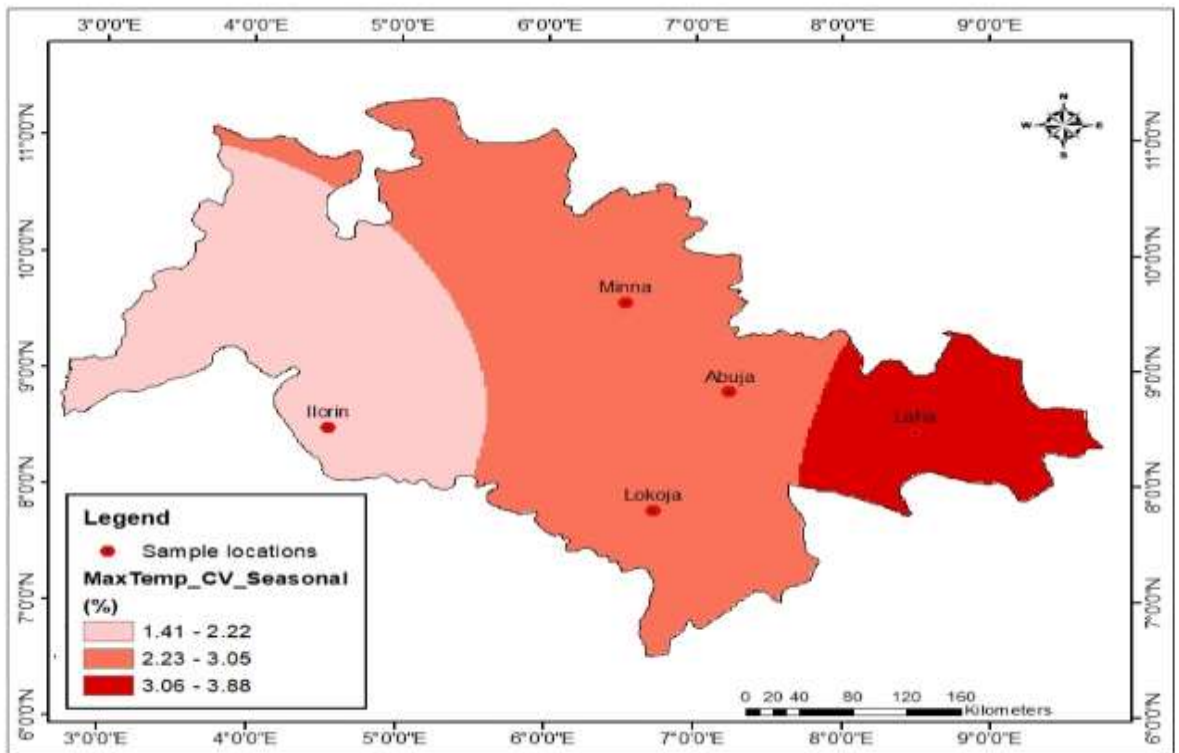 3°0'0"E 4°0'0"E 5°0'0"E 6°0'0"E 7°0'0"E 8°0'0"E 9°0'0"E
N
W E
S
11°0'0"N 11°0'0"N
10°0'0"N 10°0'0"N
Minna
9°0'0"N 9°0'0"N
Abuja
Ilorin
Lafia
8°0'0"N 8°0'0"N
Lokoja
Legend
Sample locations
MaxTemp_CV_Seasonal
(%)
1.41 - 2.22
2.23 - 3.05
3.06 - 3.88
7°0'0"N 7°0'0"N
0 20 40 80 120 160
Kilometers
6°0'0"N 6°0'0"N
3°0'0"E 4°0'0"E 5°0'0"E 6°0'0"E 7°0'0"E 8°0'0"E 9°0'0"E